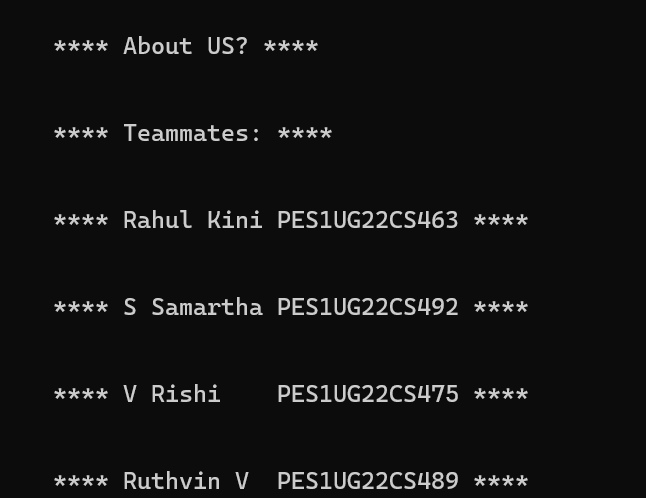 **** About US? ****
**** Teammates: ****
**** Rahul Kini PES1UG22CS463 ****
**** S Samartha PES1UG22CS492 ****
**** V Rishi    PES1UG22CS475 ****
**** Ruthvin V  PES1UG22CS489 ****